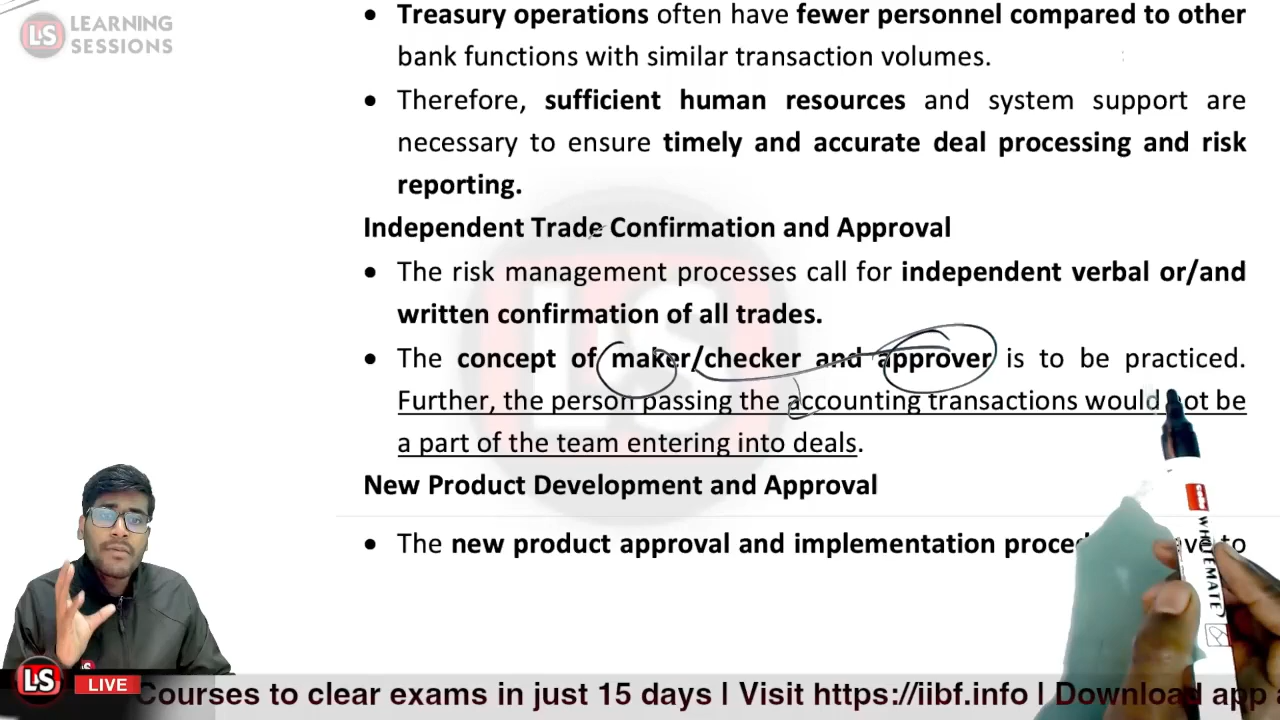 LS LEARNING
SESSIONS
• Treasury operations often have fewer personnel compared to other
bank functions with similar transaction volumes.
• Therefore, sufficient human resources and system support are
necessary to ensure timely and accurate deal processing and risk
reporting.
Independent Trade Confirmation and Approval
• The risk management processes call for independent verbal or/and
written confirmation of all trades.
• The concept of maker/checker and approver is to be practiced.
Further, the person passing the accounting transactions would not be
a part of the team entering into deals.
New Product Development and Approval
• The new product approval and implementation to
WHITEMATE
LS LIVE Courses to clear exams in just 15 days | Visit https://iibf.info | Download app